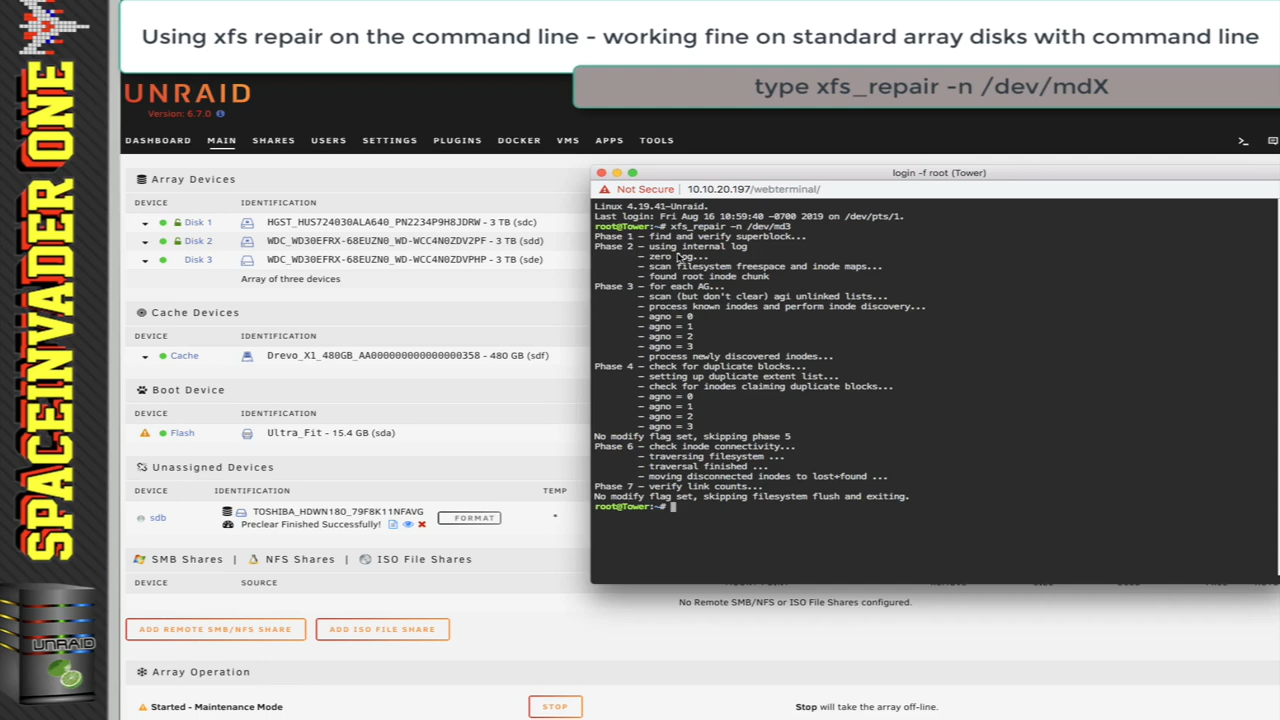 SPACEINVADER ONE
UNRAID
Using xfs repair on the command line - working fine on standard array disks with command line
type xfs_repair -n /dev/mdX
UNRAID
Version: 6.7.0
DASHBOARD MAIN SHARES USERS SETTINGS PLUGINS DOCKER VMS APPS TOOLS
Array Devices
DEVICE IDENTIFICATION
Disk 1 HGST_HUS724030ALA640_PN2234P9H8JDRW - 3 TB (sdc)
Disk 2 WDC_WD30EFRX-68EUZN0_WD-WCC4N0ZDV2PF - 3 TB (sdd)
Disk 3 WDC_WD30EFRX-68EUZN0_WD-WCC4N0ZDVPHP - 3 TB (sde)
Array of three devices
Cache Devices
DEVICE IDENTIFICATION
Cache Drevo_X1_480GB_AA000000000000000358 - 480 GB (sdf)
Boot Device
DEVICE IDENTIFICATION
Flash Ultra_Fit - 15.4 GB (sda)
Unassigned Devices
DEVICE IDENTIFICATION TEMP
sdb TOSHIBA_HDWN180_79F8K11NFAVG
Preclear Finished Successfully! FORMAT *
SMB Shares | NFS Shares | ISO File Shares
DEVICE SOURCE
No Remote SMB/NFS or ISO File Shares configured.
ADD REMOTE SMB/NFS SHARE ADD ISO FILE SHARE
Array Operation
Started - Maintenance Mode STOP Stop will take the array off-line.
login -f root (Tower)
Not Secure | 10.10.20.197/webterminal/
Linux 4.19.41-Unraid.
Last login: Fri Aug 16 10:59:40 -0700 2019 on /dev/pts/1.
root@Tower:~# xfs_repair -n /dev/md3
Phase 1 - find and verify superblock...
Phase 2 - using internal log
- zero log...
- scan filesystem freespace and inode maps...
- found root inode chunk
Phase 3 - for each AG...
- scan (but don't clear) agi unlinked lists...
- process known inodes and perform inode discovery...
- agno = 0
- agno = 1
- agno = 2
- agno = 3
- process newly discovered inodes...
Phase 4 - check for duplicate blocks...
- setting up duplicate extent list...
- check for inodes claiming duplicate blocks...
- agno = 0
- agno = 1
- agno = 2
- agno = 3
No modify flag set, skipping phase 5
Phase 6 - check inode connectivity...
- traversing filesystem ...
- traversal finished ...
- moving disconnected inodes to lost+found ...
Phase 7 - verify link counts...
No modify flag set, skipping filesystem flush and exiting.
root@Tower:~#